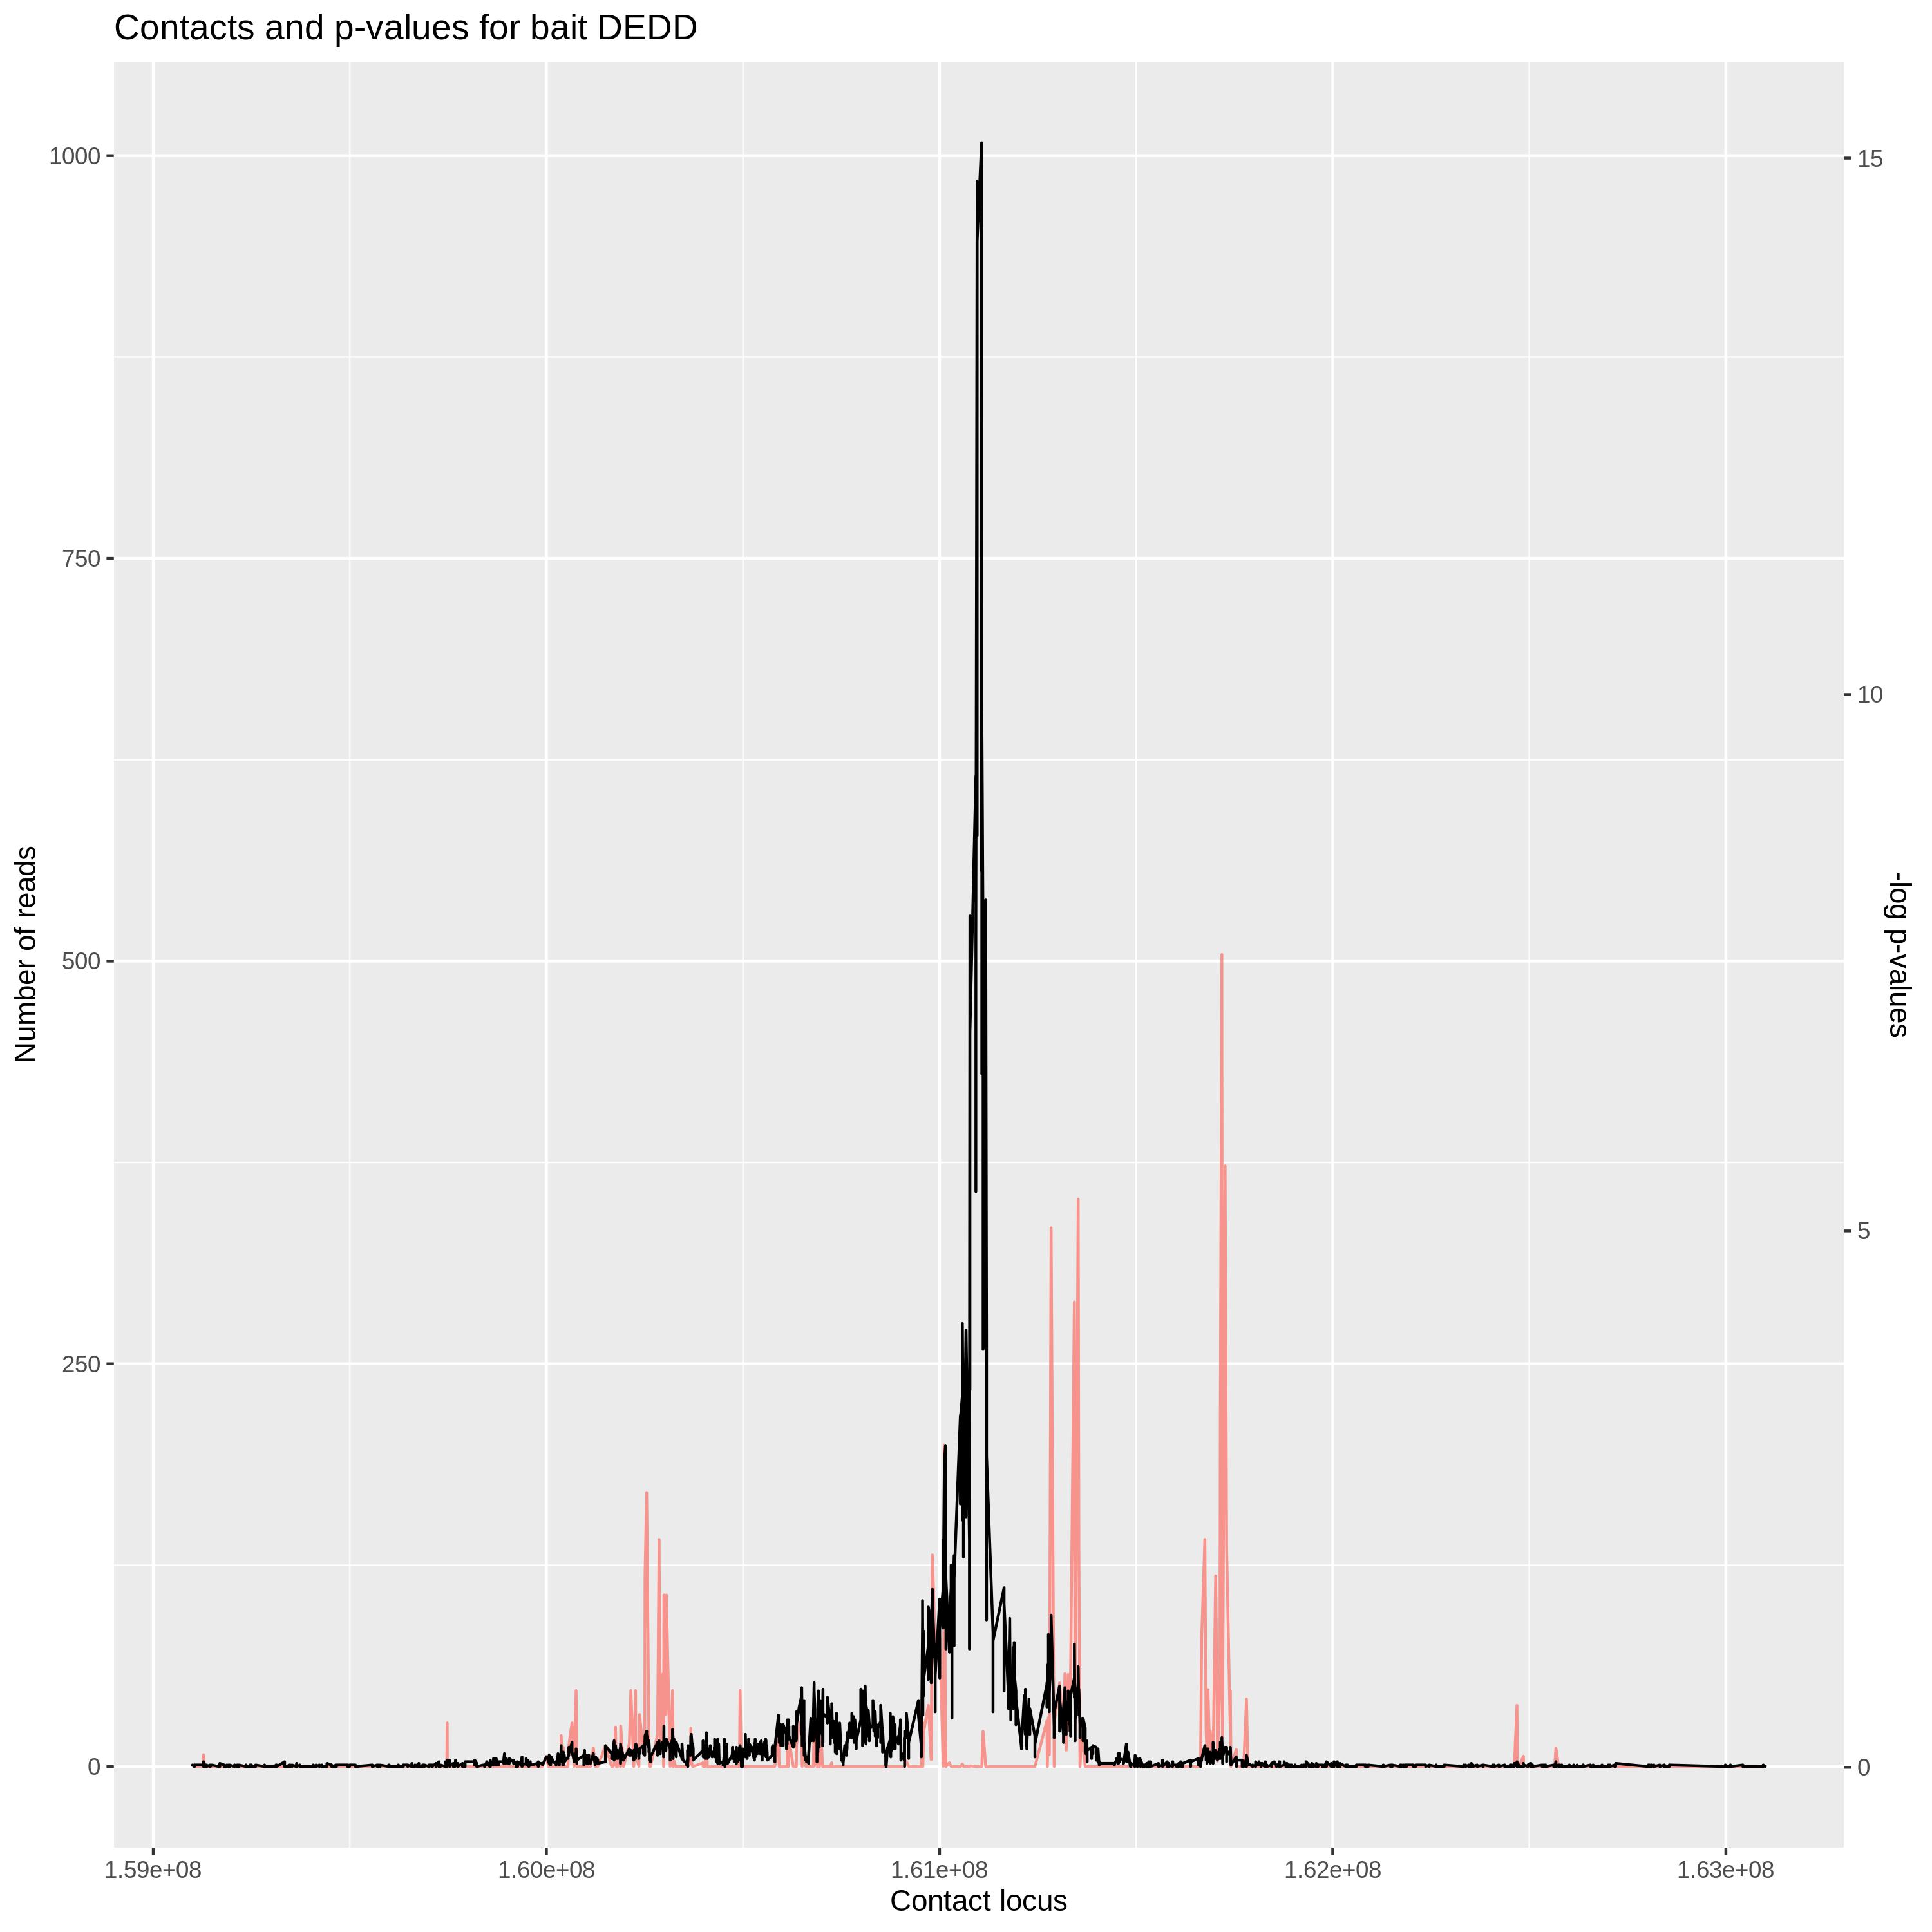 Contacts and p-values for bait DEDD
1000
750
500
250
0
Number of reads
15
10
5
0
-log p-values
1.59e+08
1.60e+08
1.61e+08
1.62e+08
1.63e+08
Contact locus